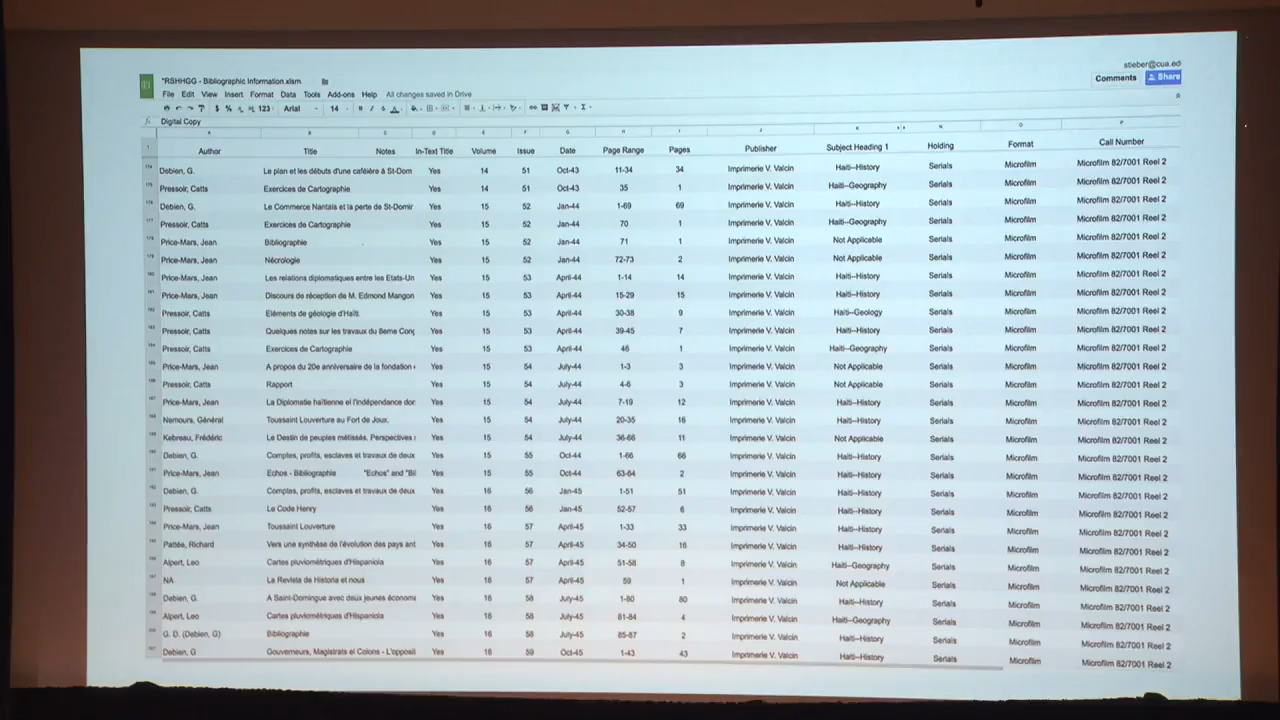 stieber@cua.ed
*RSHHGG - Bibliographic Information.xlsm
Comments Share
File Edit View Insert Format Data Tools Add-ons Help All changes saved in Drive
$ % 123 Arial 14
Digital Copy
Author Title Notes In-Text Title Volume Issue Date Page Range Pages Publisher Subject Heading 1 Holding Format Call Number
Debien, G. Le plan et les débuts d'une caféière à St-Dom Yes 14 51 Oct-43 11-34 34 Imprimerie V. Valcin Haiti--History Serials Microfilm Microfilm 82/7001 Reel 2
Pressoir, Catts Exercices de Cartographie Yes 14 51 Oct-43 35 1 Imprimerie V. Valcin Haiti--Geography Serials Microfilm Microfilm 82/7001 Reel 2
Debien, G. Le Commerce Nantais et la perte de St-Domir Yes 15 52 Jan-44 1-69 69 Imprimerie V. Valcin Haiti--History Serials Microfilm Microfilm 82/7001 Reel 2
Pressoir, Catts Exercices de Cartographie Yes 15 52 Jan-44 70 1 Imprimerie V. Valcin Haiti--Geography Serials Microfilm Microfilm 82/7001 Reel 2
Price-Mars, Jean Bibliographie Yes 15 52 Jan-44 71 1 Imprimerie V. Valcin Not Applicable Serials Microfilm Microfilm 82/7001 Reel 2
Price-Mars, Jean Nécrologie Yes 15 52 Jan-44 72-73 2 Imprimerie V. Valcin Not Applicable Serials Microfilm Microfilm 82/7001 Reel 2
Price-Mars, Jean Les relations diplomatiques entre les Etats-Un Yes 15 53 April-44 1-14 14 Imprimerie V. Valcin Haiti--History Serials Microfilm Microfilm 82/7001 Reel 2
Price-Mars, Jean Discours de réception de M. Edmond Mangon Yes 15 53 April-44 15-29 15 Imprimerie V. Valcin Haiti--History Serials Microfilm Microfilm 82/7001 Reel 2
Pressoir, Catts Eléments de géologie d'Haïti. Yes 15 53 April-44 30-38 9 Imprimerie V. Valcin Haiti--Geology Serials Microfilm Microfilm 82/7001 Reel 2
Pressoir, Catts Quelques notes sur les travaux du 8eme Cong Yes 15 53 April-44 39-45 7 Imprimerie V. Valcin Haiti--History Serials Microfilm Microfilm 82/7001 Reel 2
Pressoir, Catts Exercices de Cartographie Yes 15 53 April-44 46 1 Imprimerie V. Valcin Haiti--Geography Serials Microfilm Microfilm 82/7001 Reel 2
Price-Mars, Jean A propos du 20e anniversaire de la fondation Yes 15 54 July-44 1-3 3 Imprimerie V. Valcin Not Applicable Serials Microfilm Microfilm 82/7001 Reel 2
Pressoir, Catts Rapport Yes 15 54 July-44 4-6 3 Imprimerie V. Valcin Not Applicable Serials Microfilm Microfilm 82/7001 Reel 2
Price-Mars, Jean La Diplomatie haïtienne et l'indépendance dor Yes 15 54 July-44 7-19 12 Imprimerie V. Valcin Haiti--History Serials Microfilm Microfilm 82/7001 Reel 2
Nemours, Général Toussaint Louverture au Fort de Joux. Yes 15 54 July-44 20-35 16 Imprimerie V. Valcin Haiti--History Serials Microfilm Microfilm 82/7001 Reel 2
Kebreau, Frédéric Le Destin de peuples métissés. Perspectives Yes 15 54 July-44 36-66 11 Imprimerie V. Valcin Not Applicable Serials Microfilm Microfilm 82/7001 Reel 2
Debien, G. Comptes, profits, esclaves et travaux de deux Yes 15 55 Oct-44 1-66 66 Imprimerie V. Valcin Haiti--History Serials Microfilm Microfilm 82/7001 Reel 2
Price-Mars, Jean Echos - Bibliographie "Echos" and "Bil Yes 15 55 Oct-44 63-64 2 Imprimerie V. Valcin Haiti--History Serials Microfilm Microfilm 82/7001 Reel 2
Debien, G. Comptes, profits, esclaves et travaux de deux Yes 16 56 Jan-45 1-51 51 Imprimerie V. Valcin Haiti--History Serials Microfilm Microfilm 82/7001 Reel 2
Pressoir, Catts Le Code Henry Yes 16 56 Jan-45 52-57 6 Imprimerie V. Valcin Haiti--History Serials Microfilm Microfilm 82/7001 Reel 2
Price-Mars, Jean Toussaint Louverture Yes 16 57 April-45 1-33 33 Imprimerie V. Valcin Haiti--History Serials Microfilm Microfilm 82/7001 Reel 2
Pattée, Richard Vers une synthèse de l'évolution des pays ant Yes 16 57 April-45 34-50 16 Imprimerie V. Valcin Haiti--History Serials Microfilm Microfilm 82/7001 Reel 2
Alpert, Leo Cartes pluviométriques d'Hispaniola Yes 16 57 April-45 51-58 8 Imprimerie V. Valcin Haiti--Geography Serials Microfilm Microfilm 82/7001 Reel 2
NA La Revista de Historia et nous Yes 16 57 April-45 59 1 Imprimerie V. Valcin Not Applicable Serials Microfilm Microfilm 82/7001 Reel 2
Debien, G. A Saint-Domingue avec deux jeunes économe Yes 16 58 July-45 1-80 80 Imprimerie V. Valcin Haiti--History Serials Microfilm Microfilm 82/7001 Reel 2
Alpert, Leo Cartes pluviométriques d'Hispaniola Yes 16 58 July-45 81-84 4 Imprimerie V. Valcin Haiti--Geography Serials Microfilm Microfilm 82/7001 Reel 2
G. D. (Debien, G) Bibliographie Yes 16 58 July-45 85-87 2 Imprimerie V. Valcin Haiti--History Serials Microfilm Microfilm 82/7001 Reel 2
Debien, G Gouverneurs, Magistrats et Colons - L'opposit Yes 16 59 Oct-45 1-43 43 Imprimerie V. Valcin Haiti--History Serials Microfilm Microfilm 82/7001 Reel 2